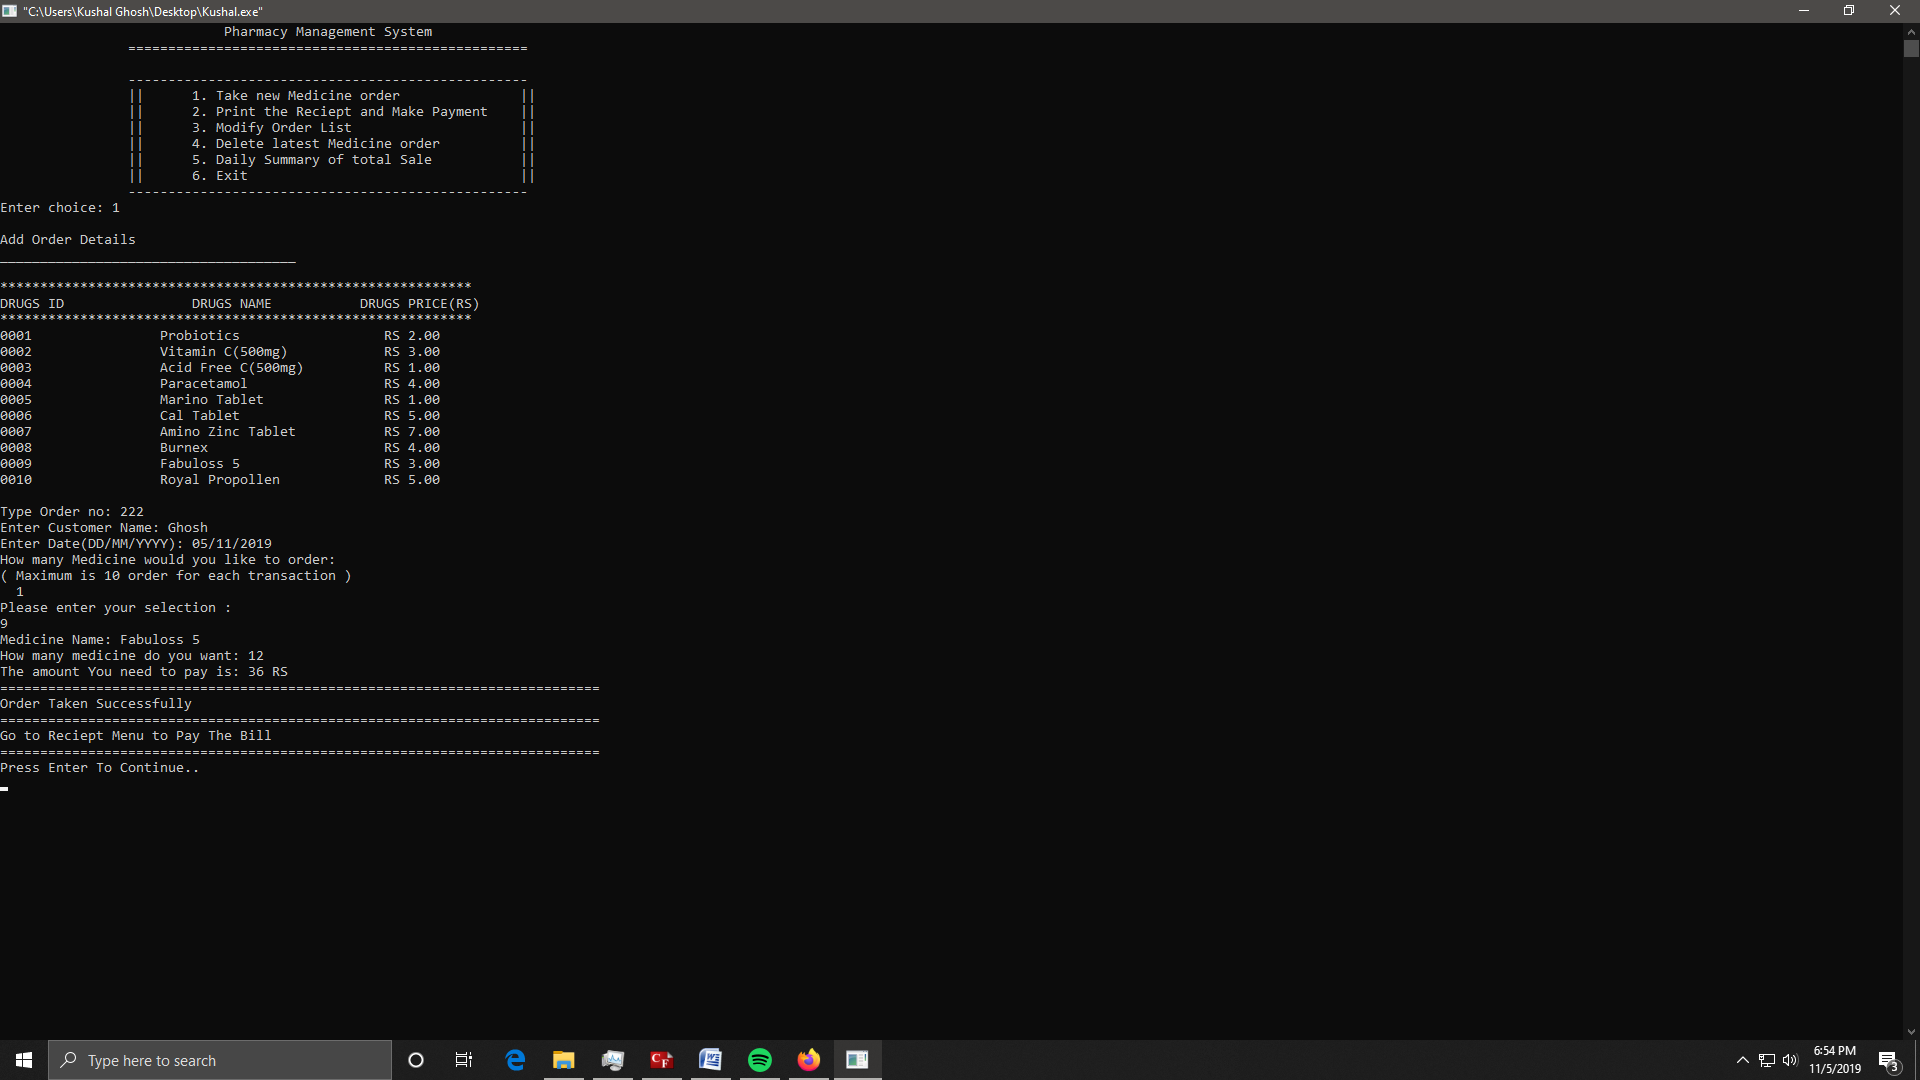 "C:\Users\Kushal Ghosh\Desktop\Kushal.exe"
Pharmacy Management System
==================================================
--------------------------------------------------
|| 1. Take new Medicine order ||
|| 2. Print the Reciept and Make Payment ||
|| 3. Modify Order List ||
|| 4. Delete latest Medicine order ||
|| 5. Daily Summary of total Sale ||
|| 6. Exit ||
--------------------------------------------------
Enter choice: 1
Add Order Details
_____________________________________
***********************************************************
DRUGS ID DRUGS NAME DRUGS PRICE(RS)
***********************************************************
0001 Probiotics RS 2.00
0002 Vitamin C(500mg) RS 3.00
0003 Acid Free C(500mg) RS 1.00
0004 Paracetamol RS 4.00
0005 Marino Tablet RS 1.00
0006 Cal Tablet RS 5.00
0007 Amino Zinc Tablet RS 7.00
0008 Burnex RS 4.00
0009 Fabuloss 5 RS 3.00
0010 Royal Propollen RS 5.00
Type Order no: 222
Enter Customer Name: Ghosh
Enter Date(DD/MM/YYYY): 05/11/2019
How many Medicine would you like to order:
( Maximum is 10 order for each transaction )
1
Please enter your selection :
9
Medicine Name: Fabuloss 5
How many medicine do you want: 12
The amount You need to pay is: 36 RS
===========================================================================
Order Taken Successfully
===========================================================================
Go to Reciept Menu to Pay The Bill
===========================================================================
Press Enter To Continue..
Type here to search
6:54 PM
11/5/2019
3